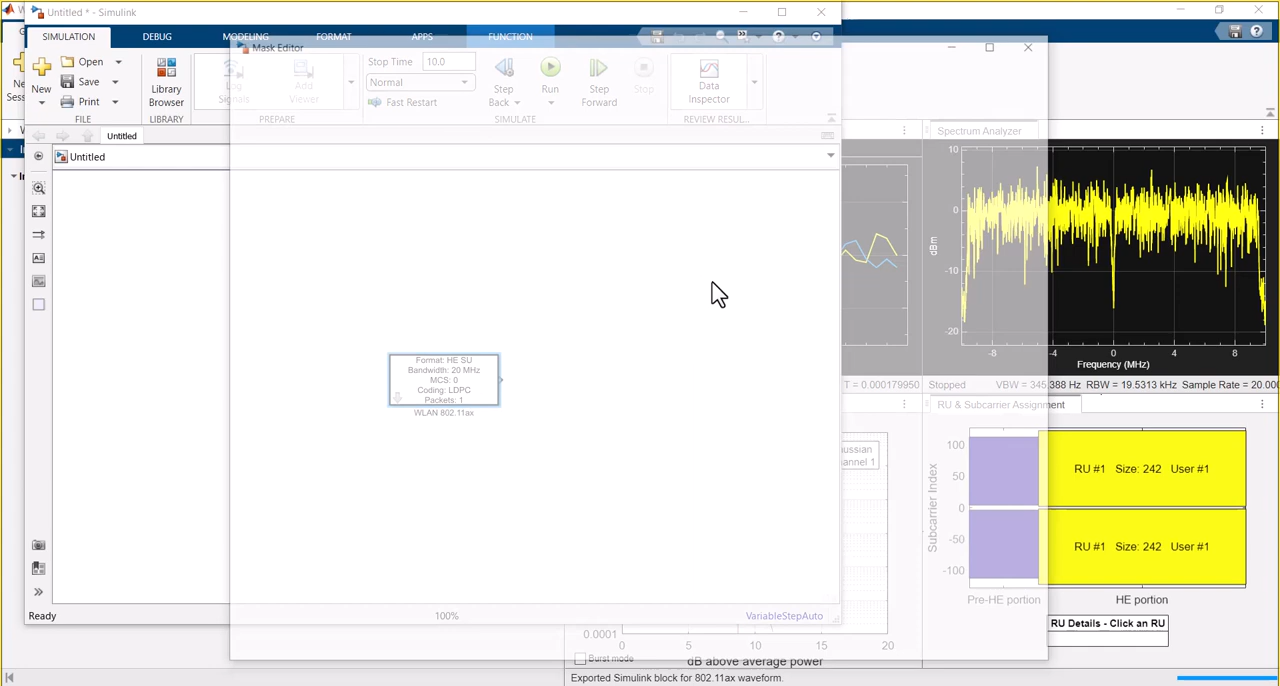 Untitled * - Simulink
SIMULATION
DEBUG
MODELING
FORMAT
APPS
FUNCTION
Mask Editor
New
Open
Save
Print
FILE
Library
Browser
LIBRARY
Log
Signals
Add
Viewer
PREPARE
Stop Time
10.0
Normal
Fast Restart
Step
Back
Run
Step
Forward
Stop
SIMULATE
Data
Inspector
REVIEW RESUL...
Untitled
Untitled
Format: HE SU
Bandwidth: 20 MHz
MCS: 0
Coding: LDPC
Packets: 1
WLAN 802.11ax
Ready
100%
VariableStepAuto
Spectrum Analyzer
10
0
-10
-20
dBm
-8
-4
0
4
8
Frequency (MHz)
T = 0.000179950
Stopped
VBW = 345.388 Hz
RBW = 19.5313 kHz
Sample Rate = 20.000
RU & Subcarrier Assignment
Subcarrier Index
100
50
0
-50
-100
RU #1 Size: 242 User #1
RU #1 Size: 242 User #1
Pre-HE portion
HE portion
RU Details - Click an RU
0.0001
0
5
10
15
20
Burst mode
dB above average power
Exported Simulink block for 802.11ax waveform.